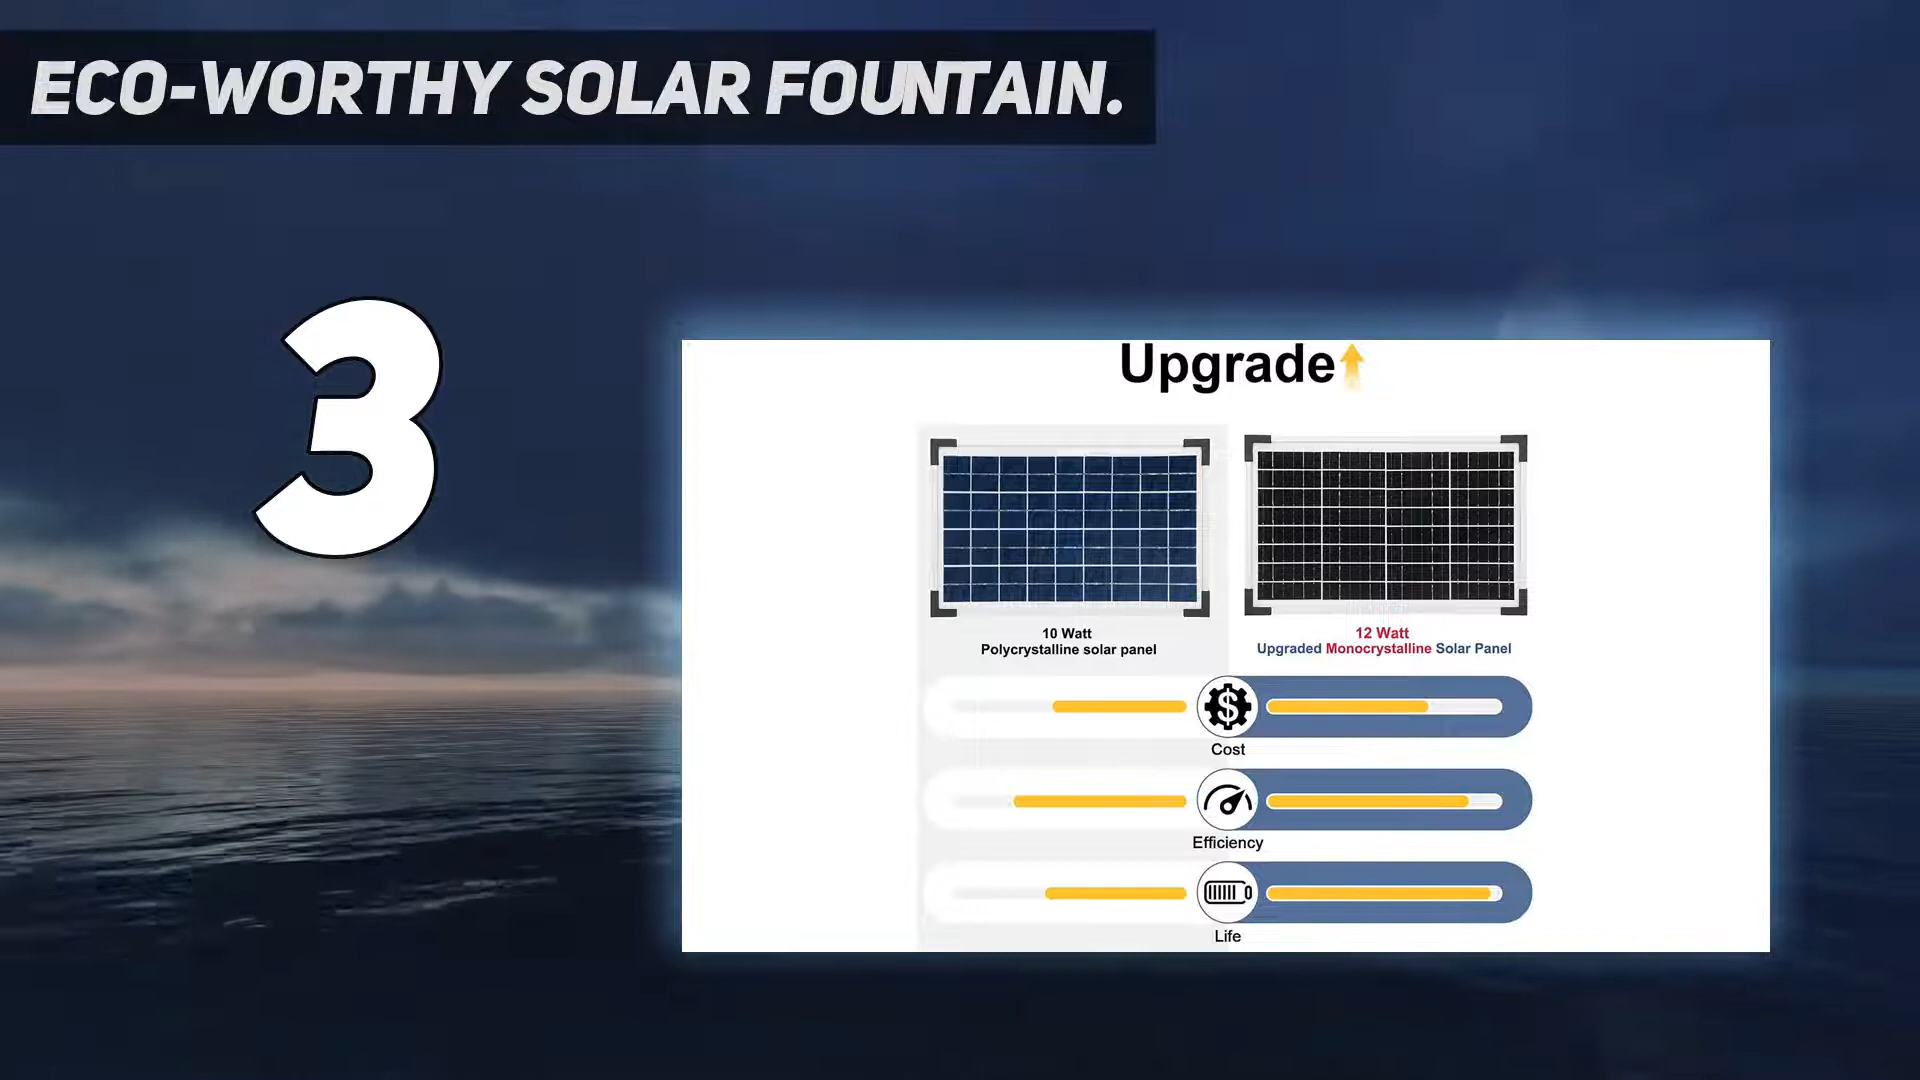 ECO-WORTHY SOLAR FOUNTAIN.
3
Upgrade
10 Watt
Polycrystalline solar panel
12 Watt
Upgraded Monocrystalline Solar Panel
$
Cost
Efficiency
Life